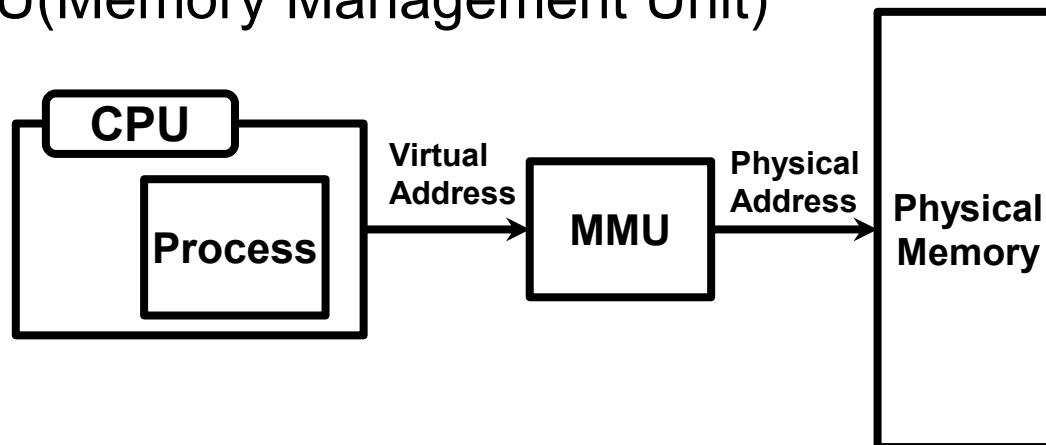 U(Memory Management Unit)
CPU
Process
Virtual
Address
MMU
Physical
Address
Physical
Memory